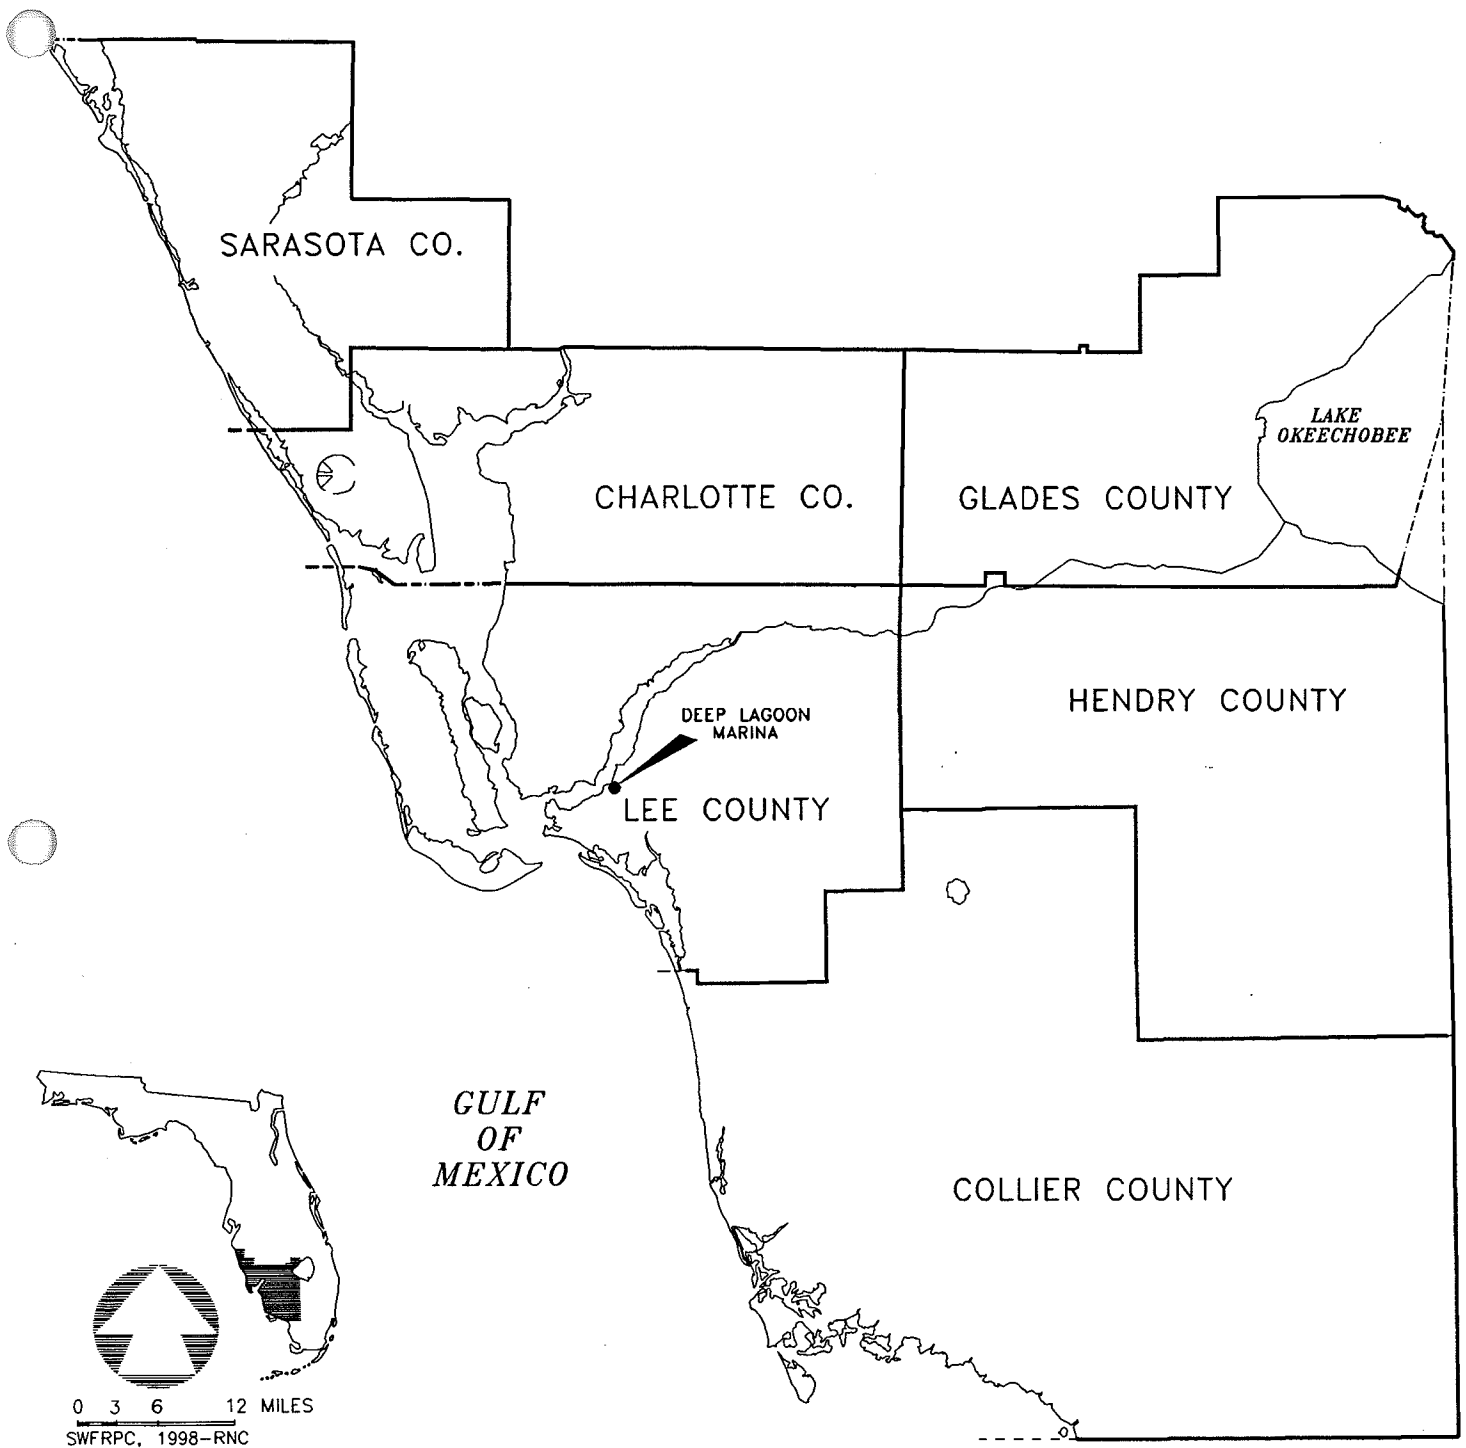 SARASOTA CO.
LAKE
OKEECHOBEE
CHARLOTTE CO.
GLADES COUNTY
HENDRY COUNTY
DEEP LAGOON
MARINA
LEE COUNTY
GULF
OF
MEXICO
COLLIER COUNTY
0 3 6 12 MILES
SWFRPC, 1998-RNC